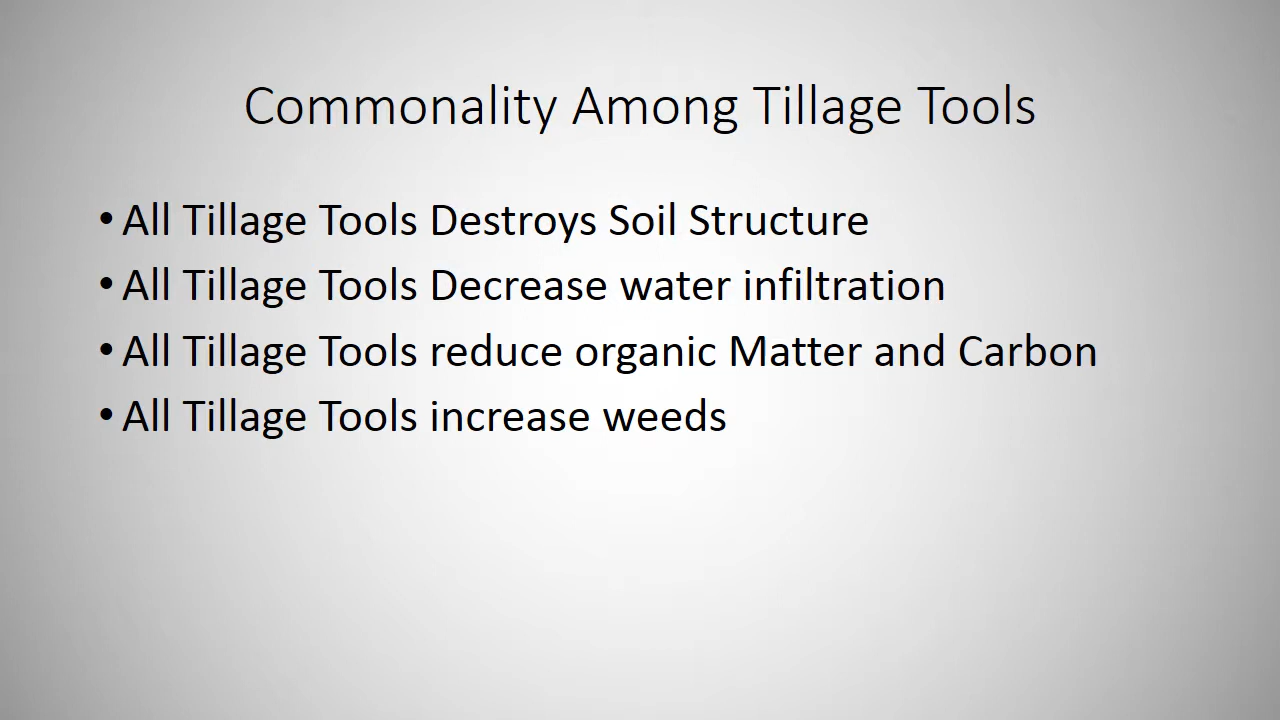 Commonality Among Tillage Tools
• All Tillage Tools Destroys Soil Structure
• All Tillage Tools Decrease water infiltration
• All Tillage Tools reduce organic Matter and Carbon
• All Tillage Tools increase weeds